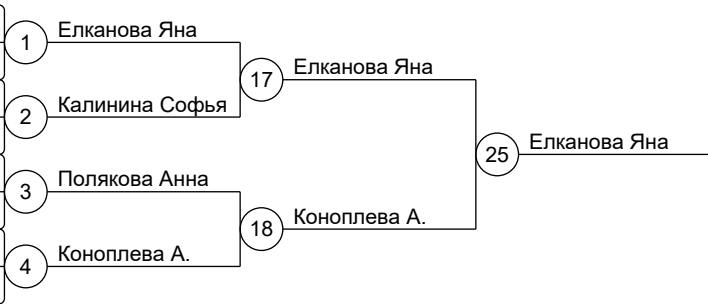 1 Елканова Яна
17 Елканова Яна
2 Калинина Софья
25 Елканова Яна
3 Полякова Анна
18 Коноплева А.
4 Коноплева А.